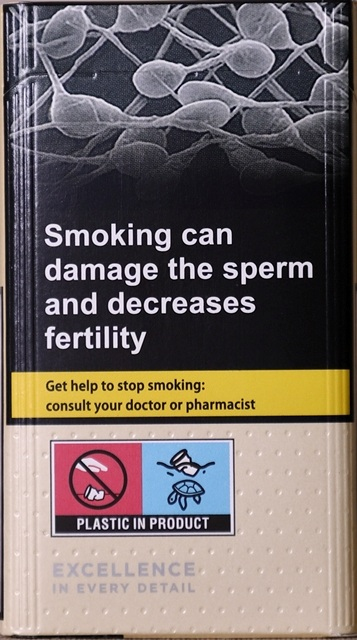 Smoking can
damage the sperm
and decreases
fertility
Get help to stop smoking:
consult your doctor or pharmacist
PLASTIC IN PRODUCT
EXCELLENCE
IN EVERY DETAIL